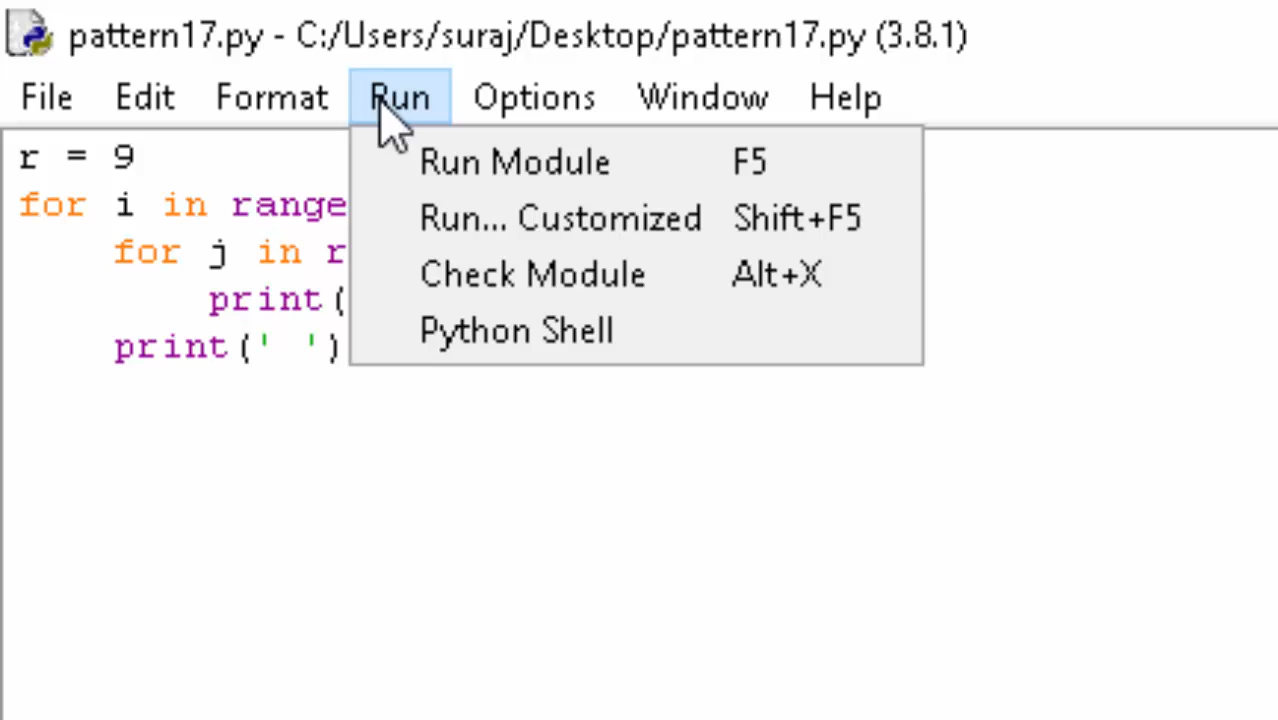 pattern17.py - C:/Users/suraj/Desktop/pattern17.py (3.8.1)
File Edit Format Run Options Window Help
r = 9
for i in range
for j in r
print(
print(' ')
Run Module F5
Run... Customized Shift+F5
Check Module Alt+X
Python Shell